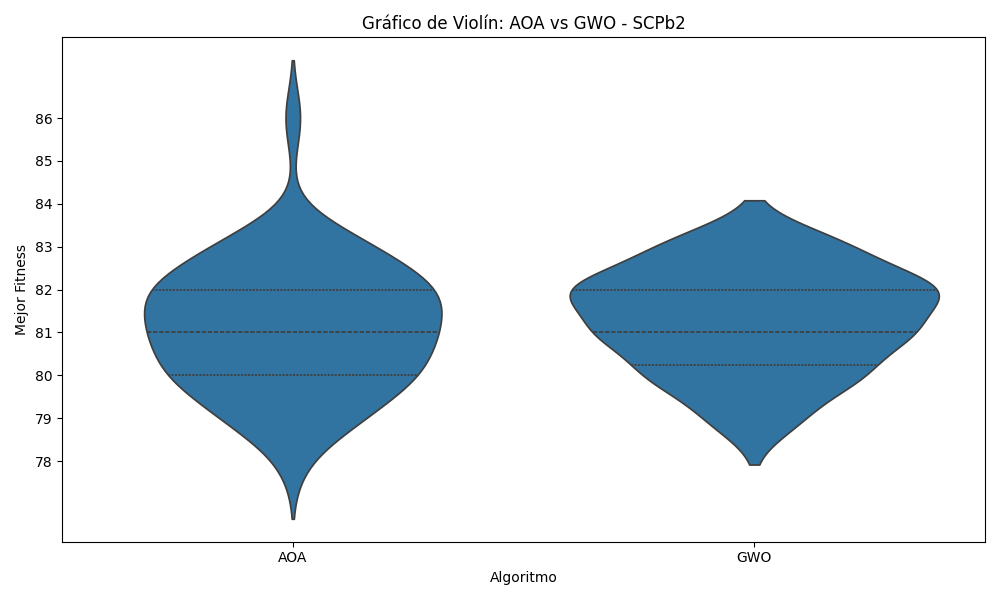 Gráfico de Violín: AOA vs GWO - SCPb2
86
85
84
83
82
81
80
79
78
Mejor Fitness
AOA
GWO
Algoritmo